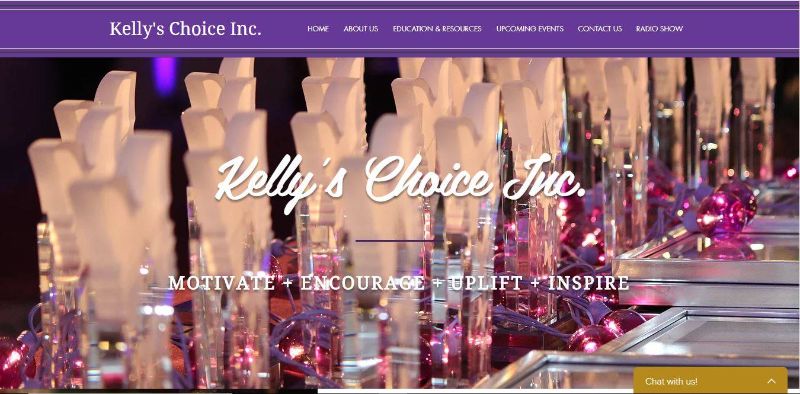 Kelly's Choice Inc.
HOME ABOUT US EDUCATION & RESOURCES UPCOMING EVENTS CONTACT US RADIO SHOW
Kelly's Choice Inc.
MOTIVATE + ENCOURAGE + UPLIFT + INSPIRE
Chat with us!